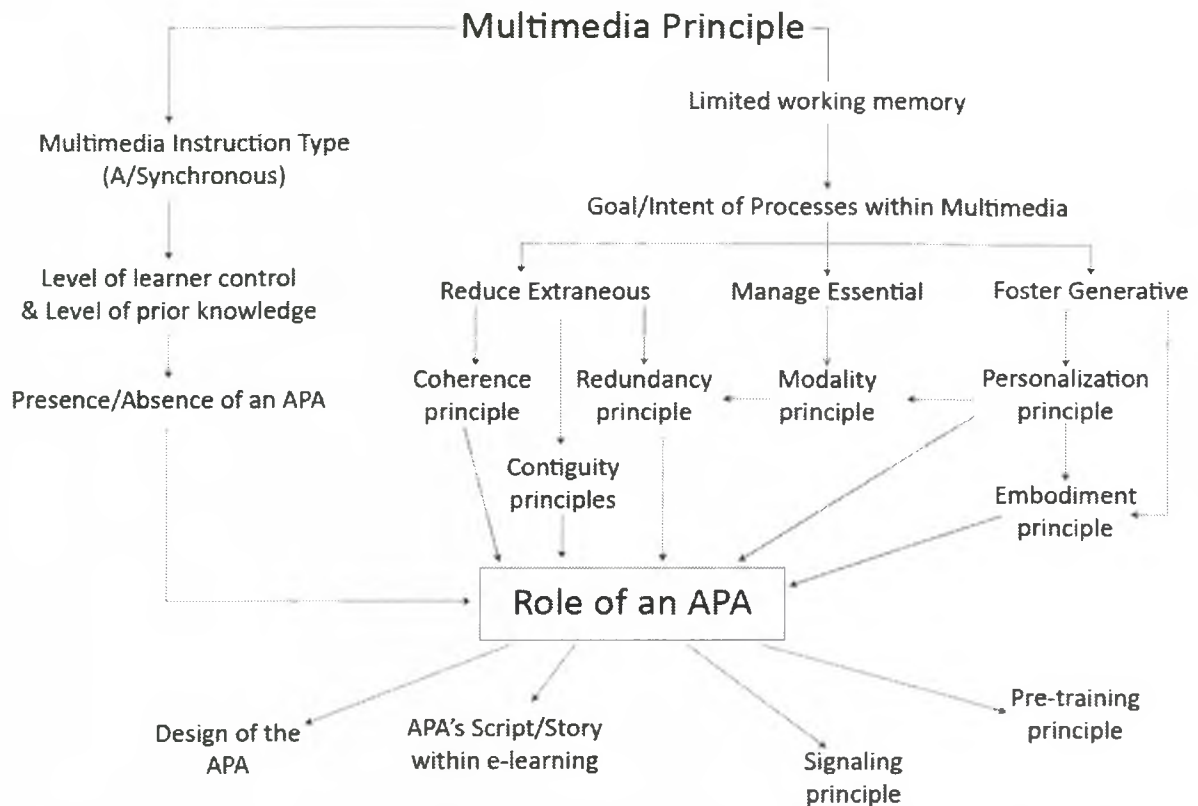 Multimedia Principle
Limited working memory
Multimedia Instruction Type
(A/Synchronous)
Goal/Intent of Processes within Multimedia
Level of learner control
& Level of prior knowledge
Reduce Extraneous
Manage Essential
Foster Generative
Presence/Absence of an APA
Coherence
principle
Redundancy
principle
Modality
principle
Personalization
principle
Contiguity
principles
Embodiment
principle
Role of an APA
Design of the
APA
APA's Script/Story
within e-learning
Signaling
principle
Pre-training
principle